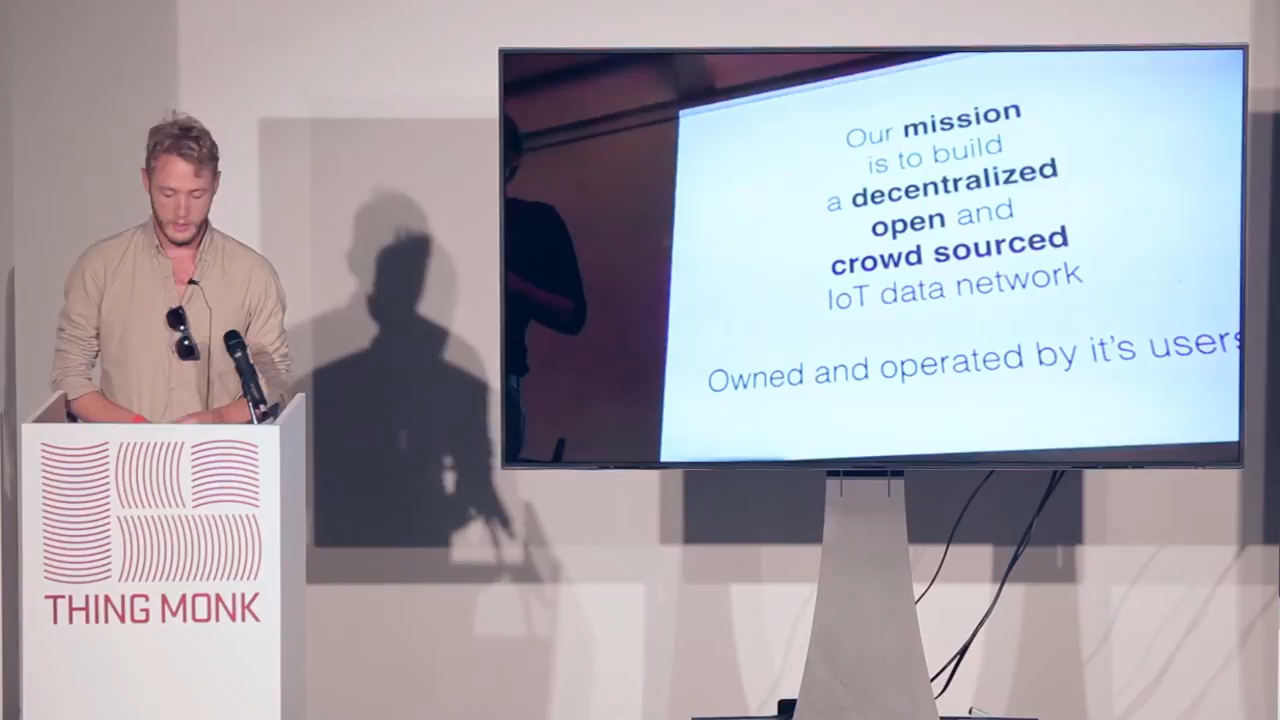 Our mission
is to build
a decentralized
open and
crowd sourced
IoT data network
Owned and operated by it's users
THING MONK